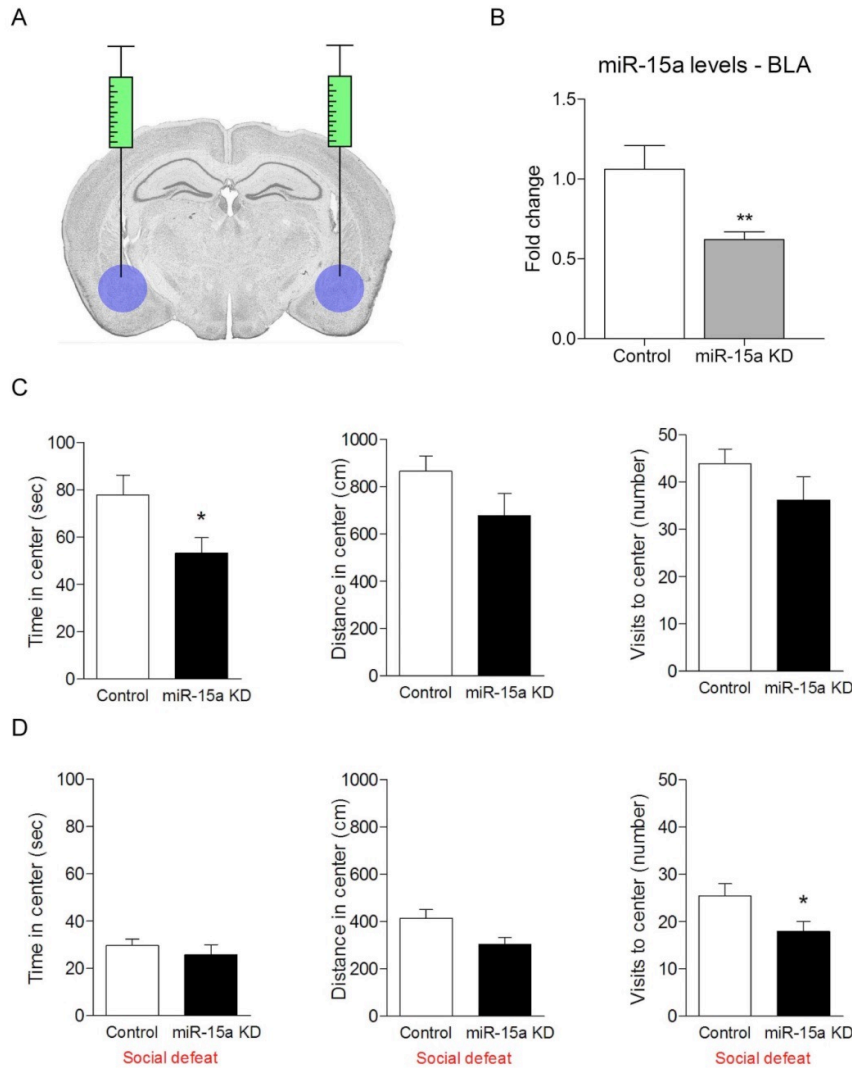 A
B
miR-15a levels - BLA
Fold change
1.5
1.0
0.5
0.0
**
Control
miR-15a KD
C
Time in center (sec)
100
80
60
40
20
0
*
Control
miR-15a KD
Distance in center (cm)
1000
800
600
400
200
0
Control
miR-15a KD
Visits to center (number)
50
40
30
20
10
0
Control
miR-15a KD
D
Time in center (sec)
100
80
60
40
20
0
Control
miR-15a KD
Social defeat
Distance in center (cm)
1000
800
600
400
200
0
Control
miR-15a KD
Social defeat
Visits to center (number)
50
40
30
20
10
0
*
Control
miR-15a KD
Social defeat